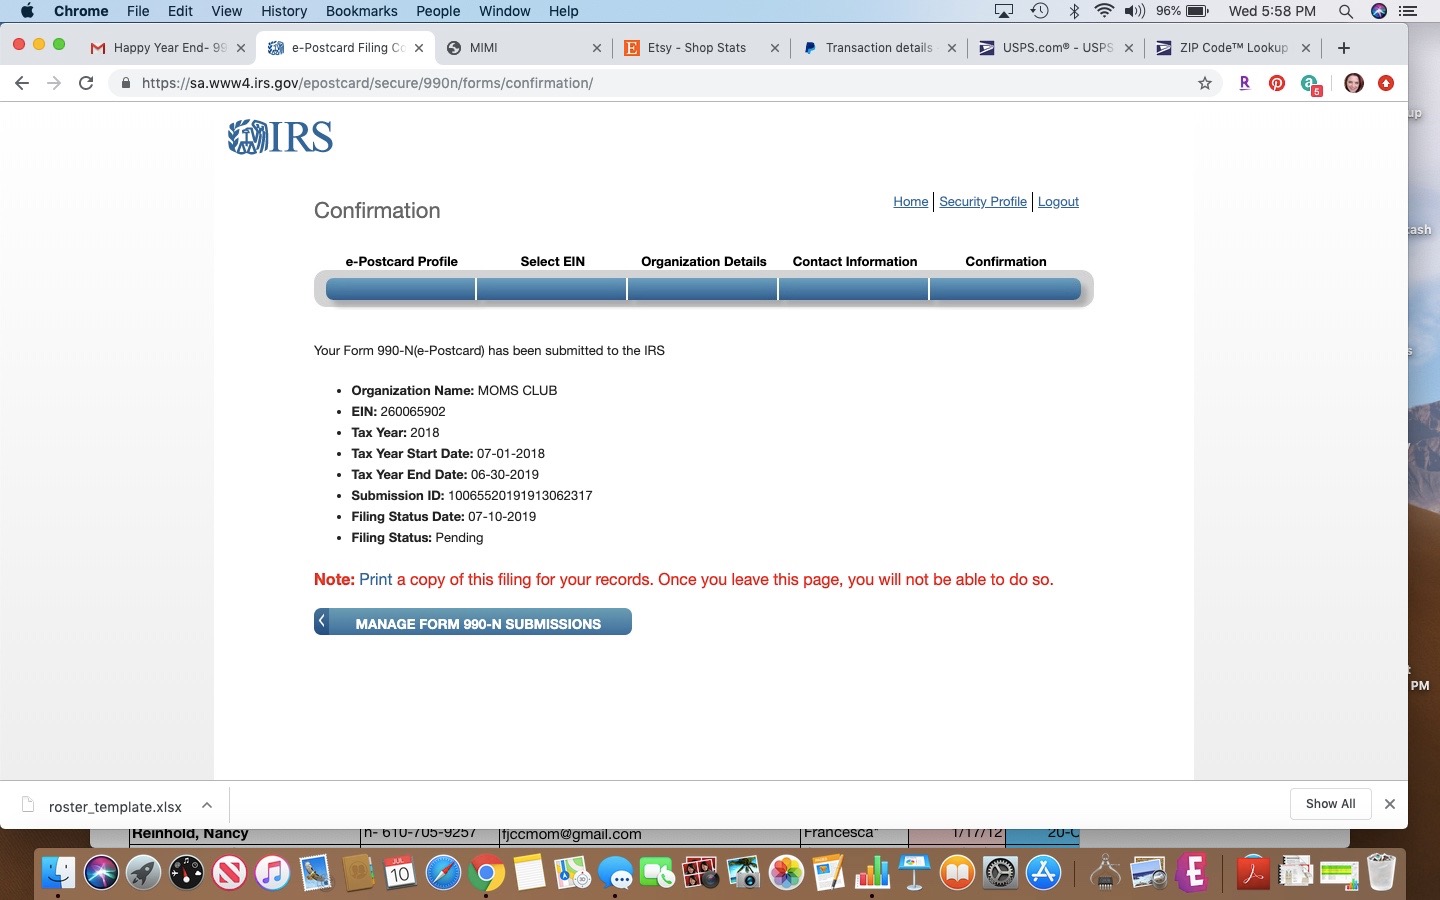 Chrome File Edit View History Bookmarks People Window Help 96% Wed 5:58 PM
Happy Year End- 99 e-Postcard Filing Co MIMI Etsy - Shop Stats Transaction details USPS.com® - USPS ZIP Code™ Lookup
https://sa.www4.irs.gov/epostcard/secure/990n/forms/confirmation/
5
up
IRS
Home Security Profile Logout
Confirmation
cash
e-Postcard Profile Select EIN Organization Details Contact Information Confirmation
Your Form 990-N(e-Postcard) has been submitted to the IRS
Organization Name: MOMS CLUB
EIN: 260065902
Tax Year: 2018
Tax Year Start Date: 07-01-2018
Tax Year End Date: 06-30-2019
Submission ID: 10065520191913062317
Filing Status Date: 07-10-2019
Filing Status: Pending
Note: Print a copy of this filing for your records. Once you leave this page, you will not be able to do so.
MANAGE FORM 990-N SUBMISSIONS
PM
roster_template.xlsx Show All
Reinhold, Nancy h- 610-705-9257 fjccmom@gmail.com Francesca* 1/17/12 20-O
JUL
10